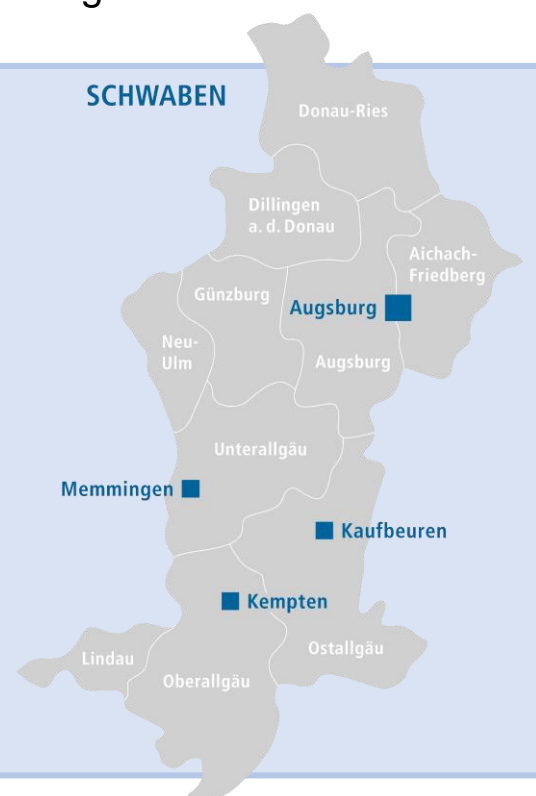 SCHWABEN
Donau-Ries
Dillingen
a. d. Donau
Aichach-
Friedberg
Günzburg
Augsburg
Neu-
Ulm
Augsburg
Unterallgäu
Memmingen
Kaufbeuren
Kempten
Ostallgäu
Lindau
Oberallgäu